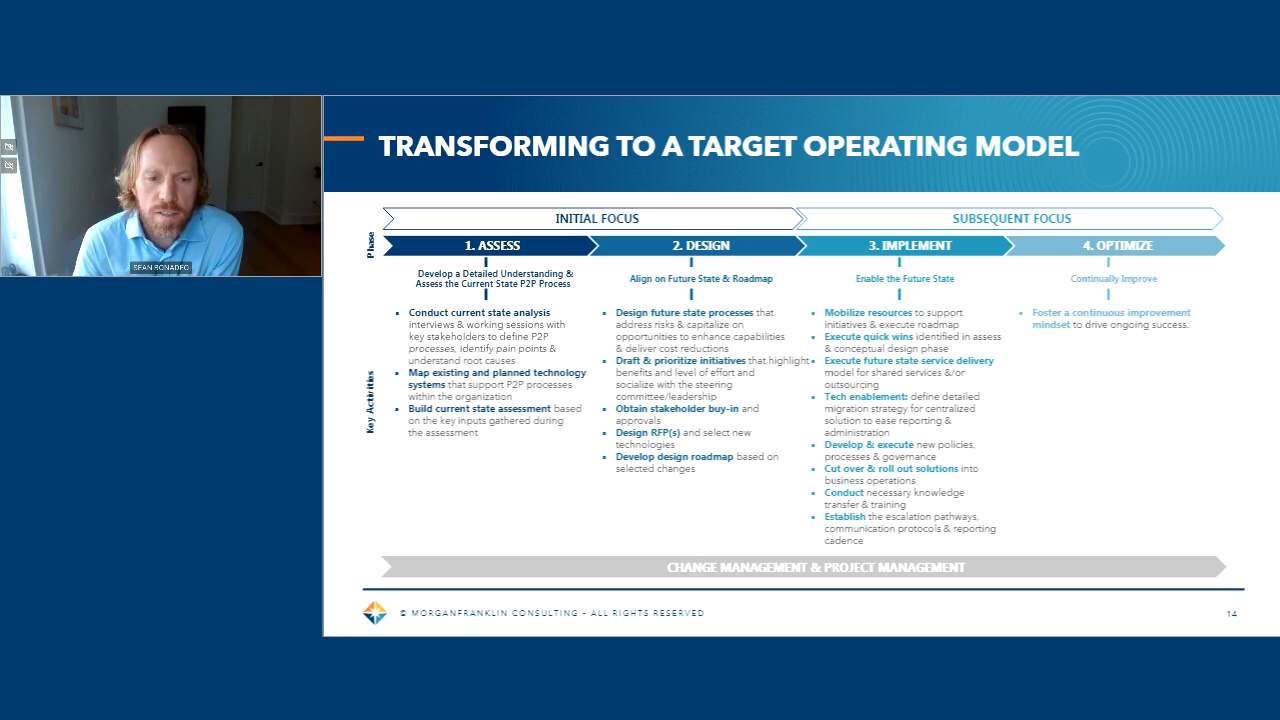 SEAN BONADEO
TRANSFORMING TO A TARGET OPERATING MODEL
INITIAL FOCUS
SUBSEQUENT FOCUS
Phase
1. ASSESS
2. DESIGN
3. IMPLEMENT
4. OPTIMIZE
Develop a Detailed Understanding &
Assess the Current State P2P Process
Align on Future State & Roadmap
Enable the Future State
Continually Improve
Key Activities
▪ Conduct current state analysis
interviews & working sessions with
key stakeholders to define P2P
processes, identify pain points &
understand root causes
▪ Map existing and planned technology
systems that support P2P processes
within the organization
▪ Build current state assessment based
on the key inputs gathered during
the assessment
▪ Design future state processes that
address risks & capitalize on
opportunities to enhance capabilities
& deliver cost reductions
▪ Draft & prioritize initiatives that highlight
benefits and level of effort and
socialize with the steering
committee/leadership
▪ Obtain stakeholder buy-in and
approvals
▪ Design RFP(s) and select new
technologies
▪ Develop design roadmap based on
selected changes
▪ Mobilize resources to support
initiatives & execute roadmap
▪ Execute quick wins identified in assess
& conceptual design phase
▪ Execute future state service delivery
model for shared services &/or
outsourcing
▪ Tech enablement: define detailed
migration strategy for centralized
solution to ease reporting &
administration
▪ Develop & execute new policies,
processes & governance
▪ Cut over & roll out solutions into
business operations
▪ Conduct necessary knowledge
transfer & training
▪ Establish the escalation pathways,
communication protocols & reporting
cadence
▪ Foster a continuous improvement
mindset to drive ongoing success.
CHANGE MANAGEMENT & PROJECT MANAGEMENT
© MORGANFRANKLIN CONSULTING - ALL RIGHTS RESERVED
14